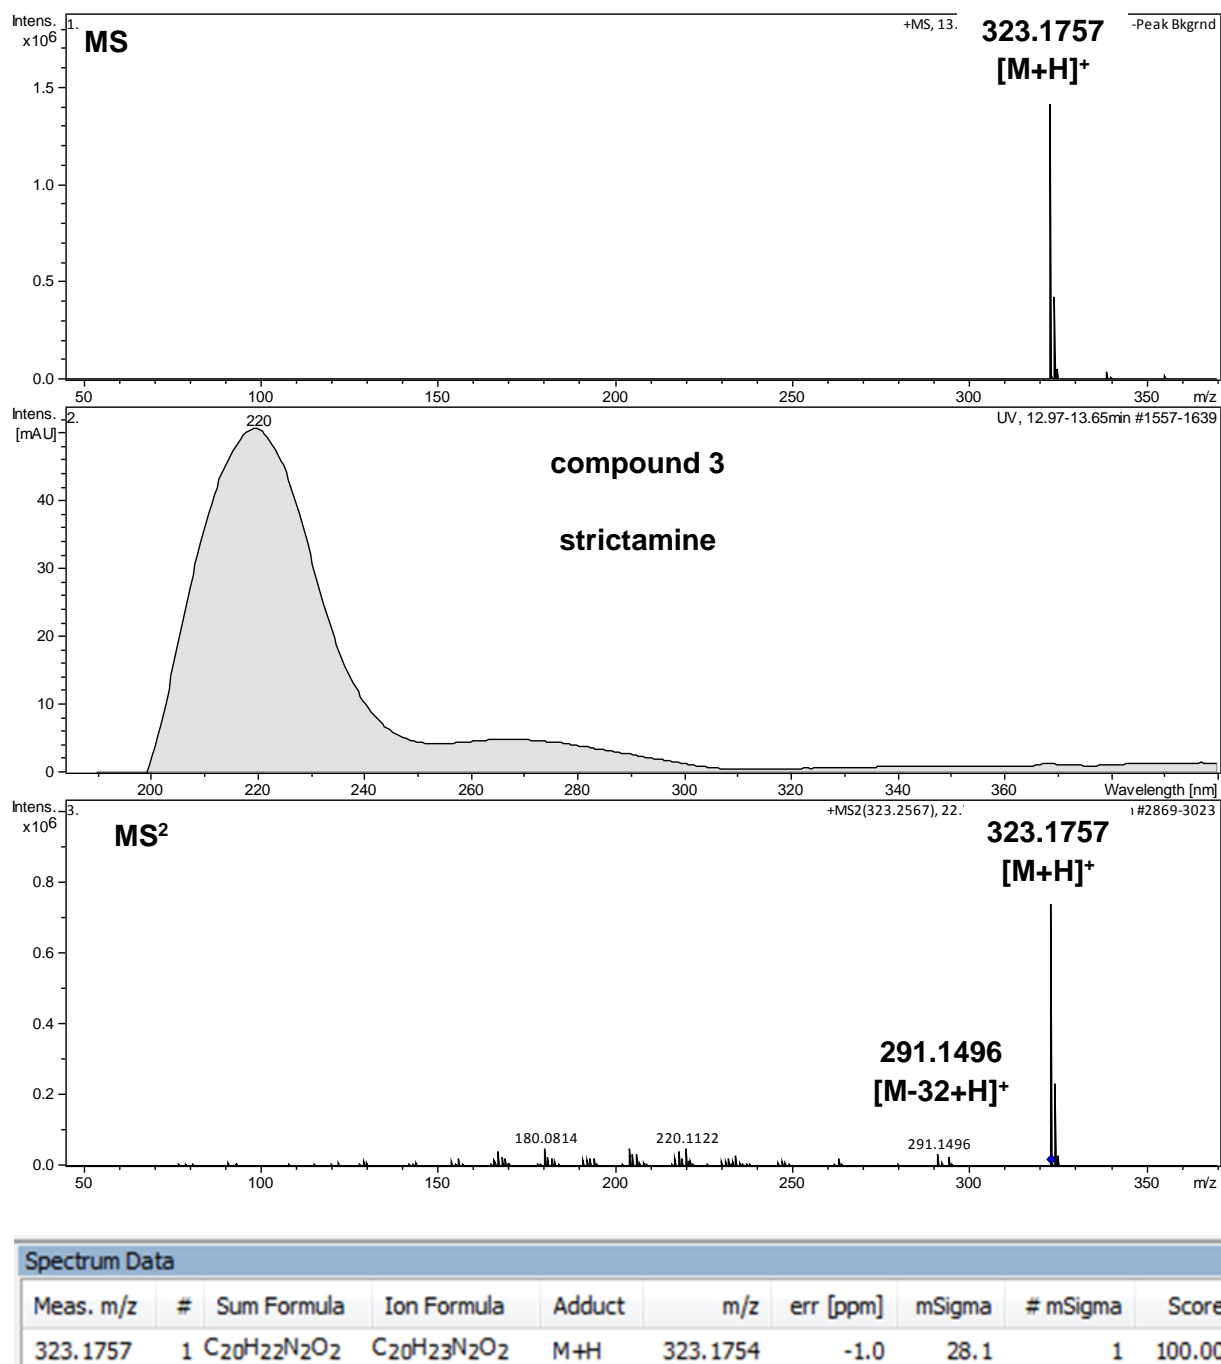 Intens.
x10⁶
1.
MS
+MS, 13.
323.1757
-Peak Bkgrnd
[M+H]⁺
1.5
1.0
0.5
0.0
50 100 150 200 250 300 350 m/z
Intens.
[mAU]
2.
220
UV, 12.97-13.65min #1557-1639
compound 3
strictamine
40
30
20
10
0
200 220 240 260 280 300 320 340 360 Wavelength [nm]
Intens.
x10⁶
3.
MS²
+MS2(323.2567), 22.
#2869-3023
323.1757
[M+H]⁺
0.8
0.6
0.4
291.1496
[M-32+H]⁺
0.2
180.0814 220.1122 291.1496
0.0
50 100 150 200 250 300 350 m/z
Spectrum Data
Meas. m/z # Sum Formula Ion Formula Adduct m/z err [ppm] mSigma # mSigma Score
323.1757 1 C₂₀H₂₂N₂O₂ C₂₀H₂₃N₂O₂ M+H 323.1754 -1.0 28.1 1 100.00